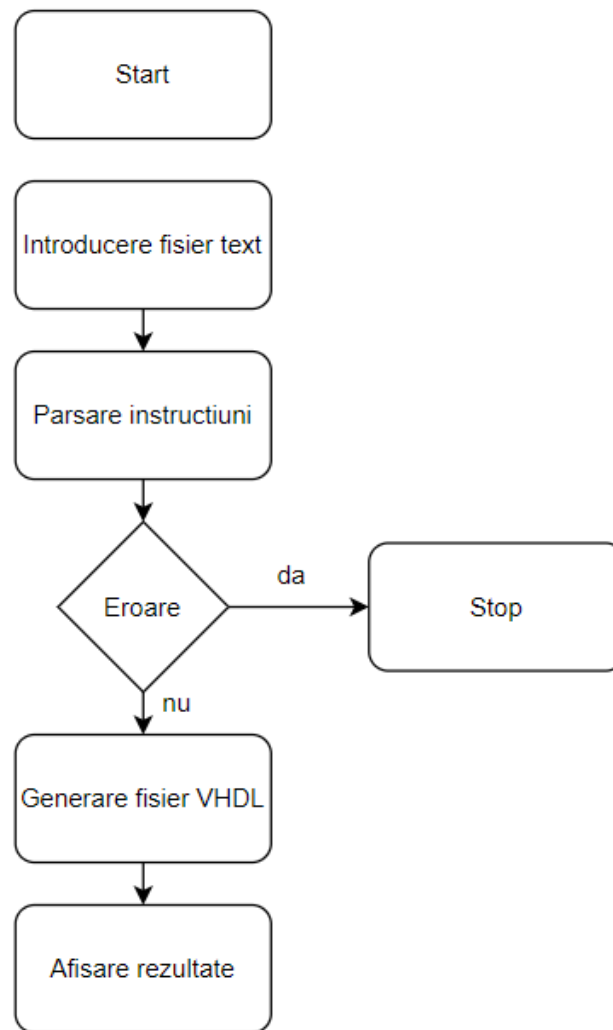 Start
Introducere fisier text
Parsare instructiuni
Eroare
da
Stop
nu
Generare fisier VHDL
Afisare rezultate